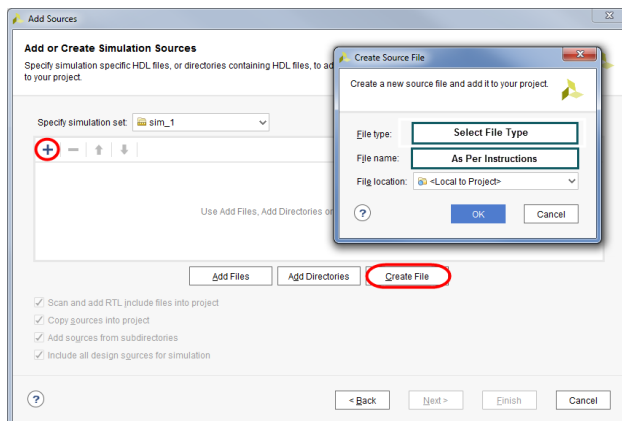 Add Sources
Add or Create Simulation Sources
Specify simulation specific HDL files, or directories containing HDL files, to ad
to your project.
Specify simulation set: sim_1
Use Add Files, Add Directories or
Add Files
Add Directories
Create File
Scan and add RTL include files into project
Copy sources into project
Add sources from subdirectories
Include all design sources for simulation
? < Back Next > Finish Cancel
Create Source File
Create a new source file and add it to your project.
File type: Select File Type
File name: As Per Instructions
File location: <Local to Project>
? OK Cancel